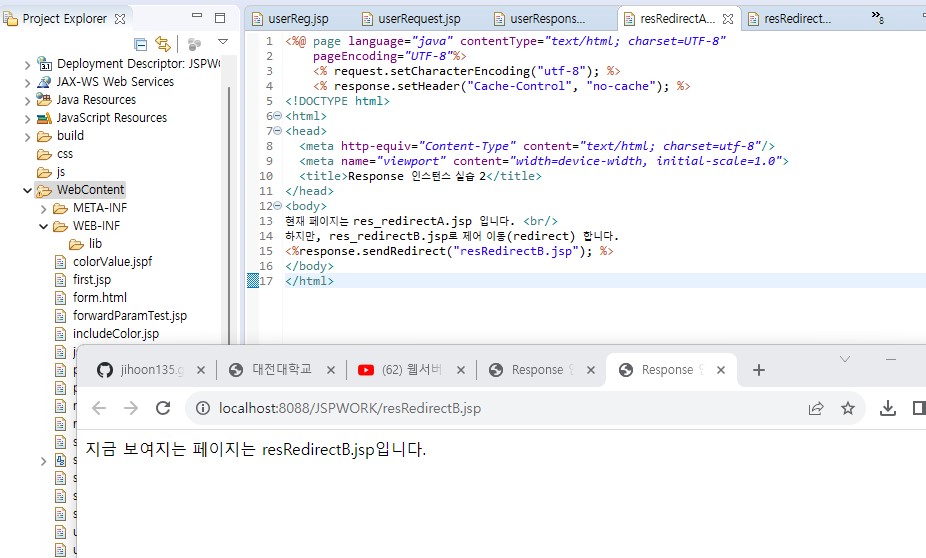 Project Explorer
Deployment Descriptor: JSPWO
JAX-WS Web Services
Java Resources
JavaScript Resources
build
css
js
WebContent
META-INF
WEB-INF
lib
colorValue.jspf
first.jsp
form.html
forwardParamTest.jsp
includeColor.jsp
userReg.jsp
userRequest.jsp
userRespons...
resRedirectA...
resRedirect...
»8
1 <%@ page language="java" contentType="text/html; charset=UTF-8"
2 pageEncoding="UTF-8"%>
3 <% request.setCharacterEncoding("utf-8"); %>
4 <% response.setHeader("Cache-Control", "no-cache"); %>
5 <!DOCTYPE html>
6 <html>
7 <head>
8 <meta http-equiv="Content-Type" content="text/html; charset=utf-8"/>
9 <meta name="viewport" content="width=device-width, initial-scale=1.0">
10 <title>Response 인스턴스 실습 2</title>
11 </head>
12 <body>
13 현재 페이지는 res_redirectA.jsp 입니다. <br/>
14 하지만, res_redirectB.jsp로 제어 이동(redirect) 합니다.
15 <%response.sendRedirect("resRedirectB.jsp"); %>
16 </body>
17 </html>
jihoon135.g
대전대학교
(62) 웹서버
Response
Response
localhost:8088/JSPWORK/resRedirectB.jsp
지금 보여지는 페이지는 resRedirectB.jsp입니다.